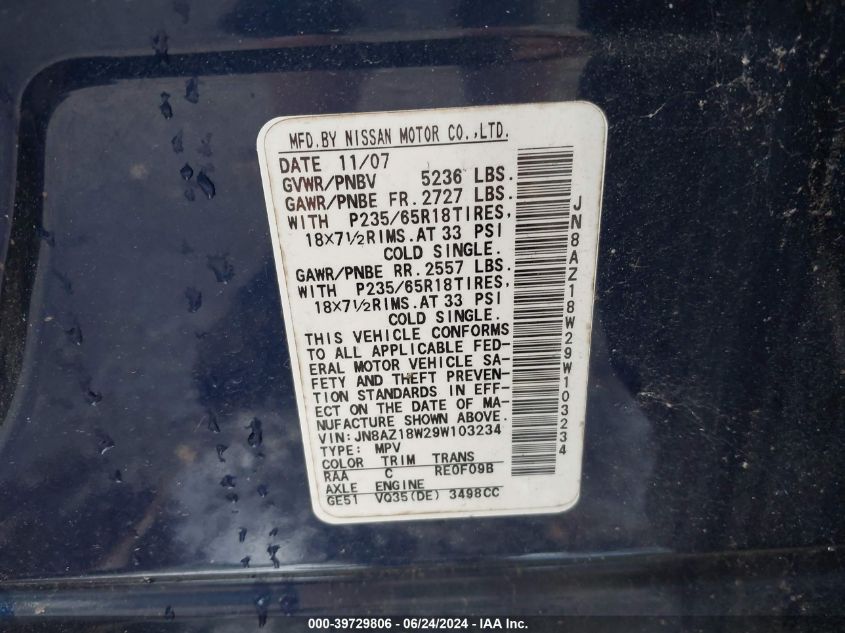 MFD.BY NISSAN MOTOR CO.,LTD.
DATE 11/07
GVWR/PNBV 5236 LBS.
GAWR/PNBE FR. 2727 LBS.
WITH P235/65R18TIRES,
18X7½RIMS.AT 33 PSI
COLD SINGLE.
GAWR/PNBE RR. 2557 LBS.
WITH P235/65R18TIRES,
18X7½RIMS.AT 33 PSI
COLD SINGLE.
THIS VEHICLE CONFORMS
TO ALL APPLICABLE FED-
ERAL MOTOR VEHICLE SA-
FETY AND THEFT PREVEN-
TION STANDARDS IN EFF-
ECT ON THE DATE OF MA-
NUFACTURE SHOWN ABOVE.
VIN:JN8AZ18W29W103234
TYPE: MPV
COLOR TRIM TRANS
RAA C RE0F09B
AXLE ENGINE
GE51 VQ35(DE) 3498CC
JN8AZ18W29W103234
000-39729806 - 06/24/2024 - IAA Inc.